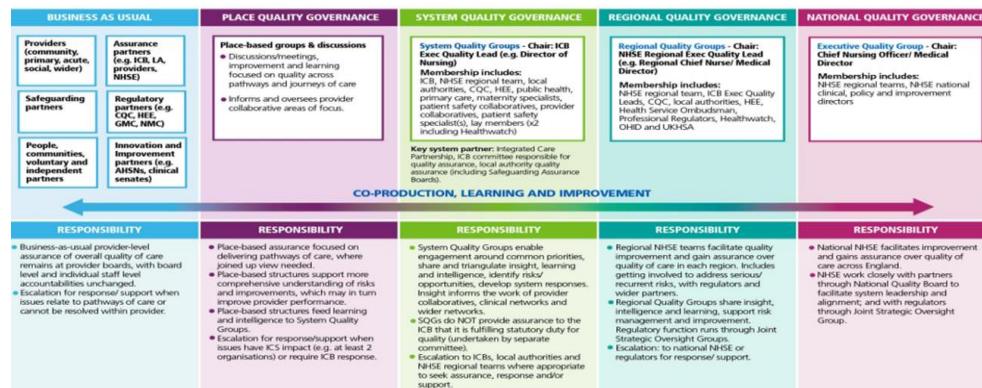 BUSINESS AS USUAL
Providers
(community,
primary, acute,
social, wider)
Assurance
partners
(e.g. ICB, LA,
providers,
NHSE)
Safeguarding
partners
Regulatory
partners (e.g.
CQC, HEE,
GMC, NMC)
People,
communities,
voluntary and
independent
partners
Innovation and
Improvement
partners (e.g.
AHSNs, clinical
senates)
PLACE QUALITY GOVERNANCE
Place-based groups & discussions
• Discussions/meetings,
improvement and learning
focused on quality across
pathways and journeys of care.
• Informs and oversees provider
collaborative areas of focus.
SYSTEM QUALITY GOVERNANCE
System Quality Groups - Chair: ICB
Exec Quality Lead (e.g. Director of
Nursing)
Membership includes:
ICB, NHSE regional team, local
authorities, CQC, HEE, public health,
primary care, maternity specialists,
patient safety collaboratives, provider
collaboratives, patient safety
specialist(s), lay members (x2
including Healthwatch)
Key system partner: Integrated Care
Partnership, ICB committee responsible for
quality assurance, local authority quality
assurance (including Safeguarding Assurance
Boards).
REGIONAL QUALITY GOVERNANCE
Regional Quality Groups - Chair:
NHSE Regional Exec Quality Lead
(e.g. Regional Chief Nurse/ Medical
Director)
Membership includes:
NHSE regional team, ICB Exec Quality
Leads, CQC, local authorities, HEE,
Health Service Ombudsman,
Professional Regulators, Healthwatch,
OHID and UKHSA
NATIONAL QUALITY GOVERNANCE
Executive Quality Group - Chair:
Chief Nursing Officer/ Medical
Director
Membership includes:
NHSE regional teams, NHSE national
clinical, policy and improvement
directors
CO-PRODUCTION, LEARNING AND IMPROVEMENT
RESPONSIBILITY
• Business-as-usual provider-level
assurance of overall quality of care
remains at provider boards, with board
level and individual staff level
accountabilities unchanged.
• Escalation for response/ support when
issues relate to pathways of care or
cannot be resolved within provider.
RESPONSIBILITY
• Place-based assurance focused on
delivering pathways of care, where
joined up view needed.
• Place-based structures support more
comprehensive understanding of risks
and improvements, which may in turn
improve provider performance.
• Place-based structures feed learning
and intelligence to System Quality
Groups.
• Escalation for response/support when
issues have ICS impact (e.g. at least 2
organisations) or require ICB response.
RESPONSIBILITY
• System Quality Groups enable
engagement around common priorities,
share and triangulate insight, learning
and intelligence, identify risks/
opportunities, develop system responses.
Insight informs the work of provider
collaboratives, clinical networks and
wider networks.
• SQGs do NOT provide assurance to the
ICB that it is fulfilling statutory duty for
quality (undertaken by separate
committee).
• Escalation to ICBs, local authorities and
NHSE regional teams where appropriate
to seek assurance, response and/or
support.
RESPONSIBILITY
• Regional NHSE teams facilitate quality
improvement and gain assurance over
quality of care in each region. Includes
getting involved to address serious/
recurrent risks, with regulators and
wider partners.
• Regional Quality Groups share insight,
intelligence and learning, support risk
management and improvement.
Regulatory function runs through Joint
Strategic Oversight Groups.
• Escalation: to national NHSE or
regulators for response/ support.
RESPONSIBILITY
• National NHSE facilitates improvement
and gains assurance over quality of
care across England.
• NHSE work closely with partners
through National Quality Board to
facilitate system leadership and
alignment; and with regulators
through Joint Strategic Oversight
Group.